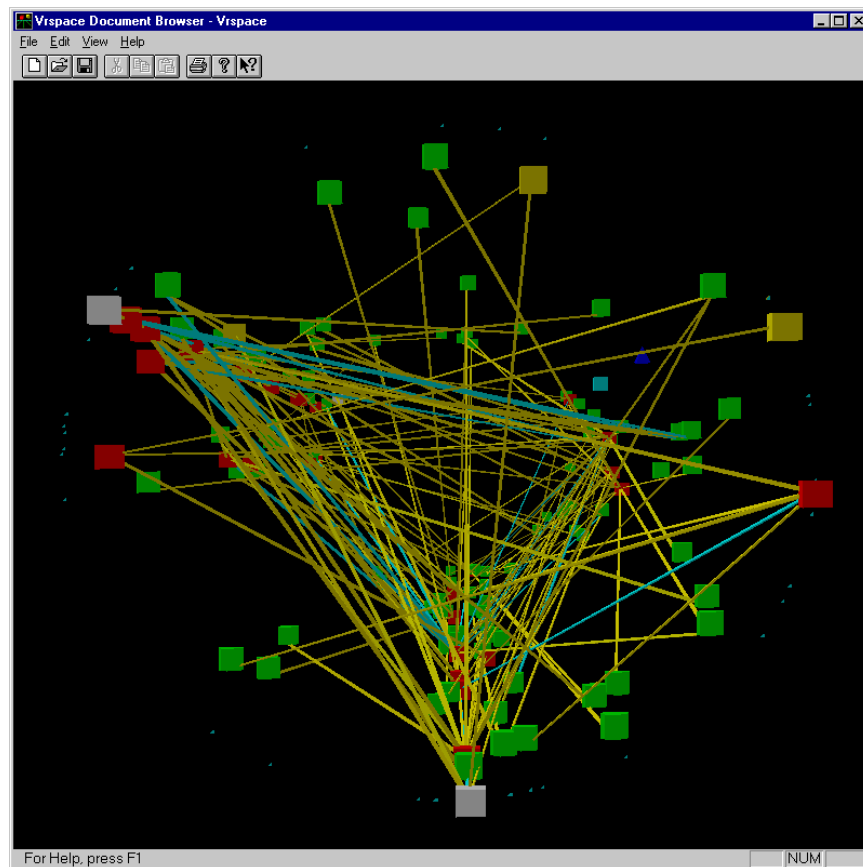 Vrspace Document Browser - Vrspace
File Edit View Help
For Help, press F1
NUM